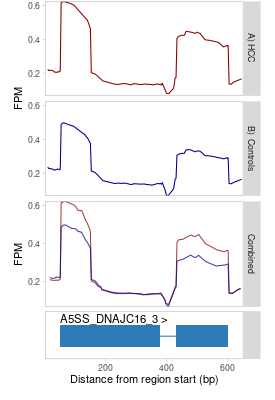 0.6
0.4
0.2
A) HCC
FPM
0.6
0.4
0.2
B) Controls
0.6
0.4
0.2
Combined
FPM
A5SS_DNAJC16_3 >
200 400 600
Distance from region start (bp)